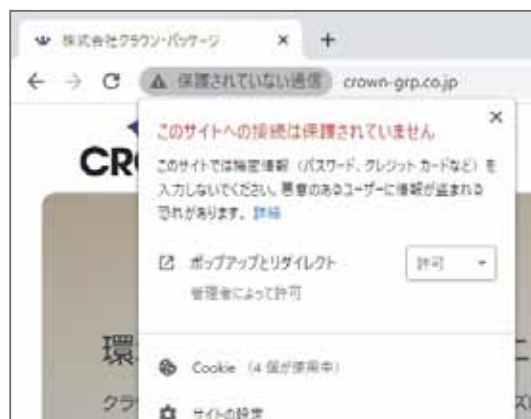 株式会社クラウン・パッケージ × +
保護されていない通信 crown-grp.co.jp
このサイトへの接続は保護されていません ×
このサイトでは機密情報（パスワード、クレジット カードなど）を
入力しないでください。悪意のあるユーザーに情報が盗まれる
恐れがあります。 詳細
CR
ポップアップとリダイレクト 許可
管理者によって許可
環
Cookie （4 個が使用中）
クラ
サイトの設定